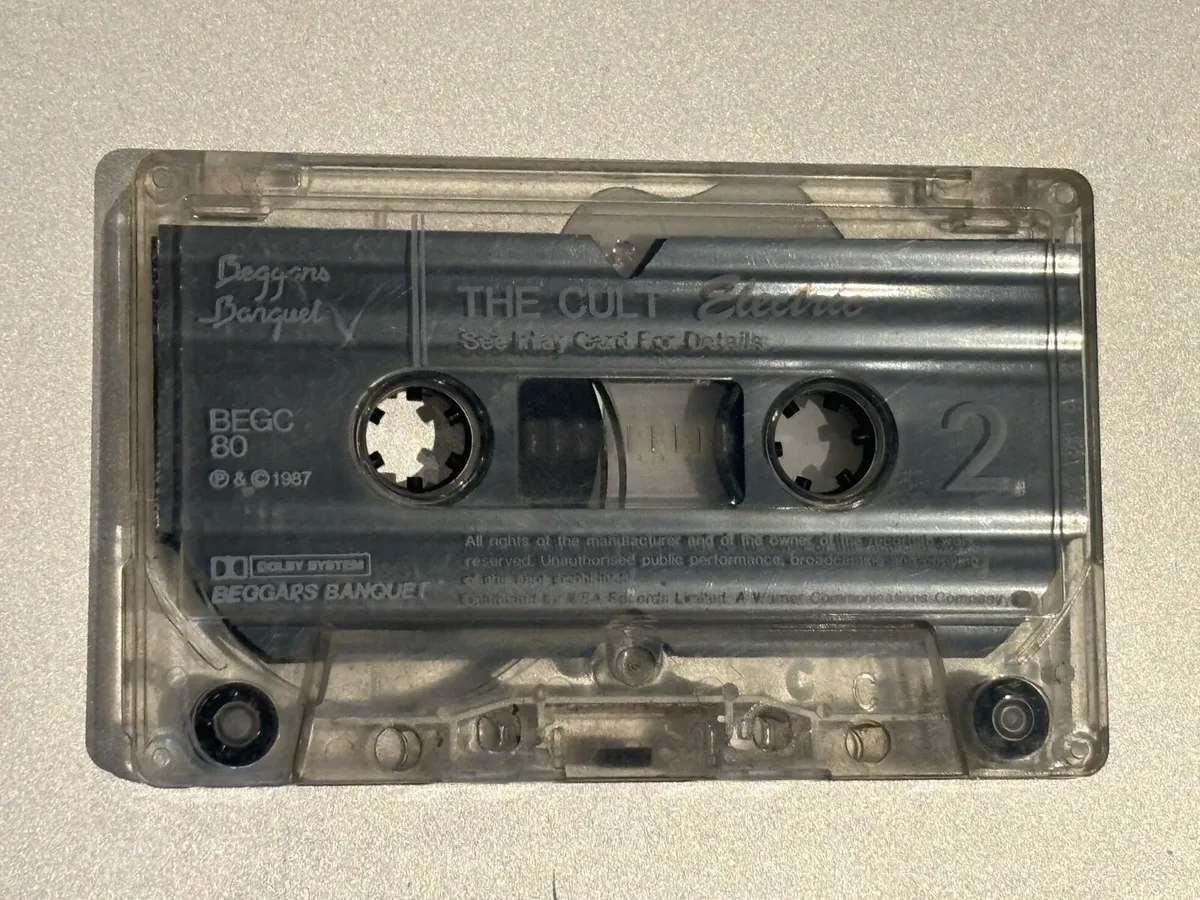 Beggars
Banquet
THE CULT Electric
See Inlay Card For Details
BEGC
80
2
℗ & © 1987
All rights of the manufacturer and of the owner of the recorded work
reserved. Unauthorised public performance, broadcasting and copying
of this tape prohibited.
DOLBY SYSTEM
BEGGARS BANQUET
Distributed by WEA Records Limited. A Warner Communications Company.
C C